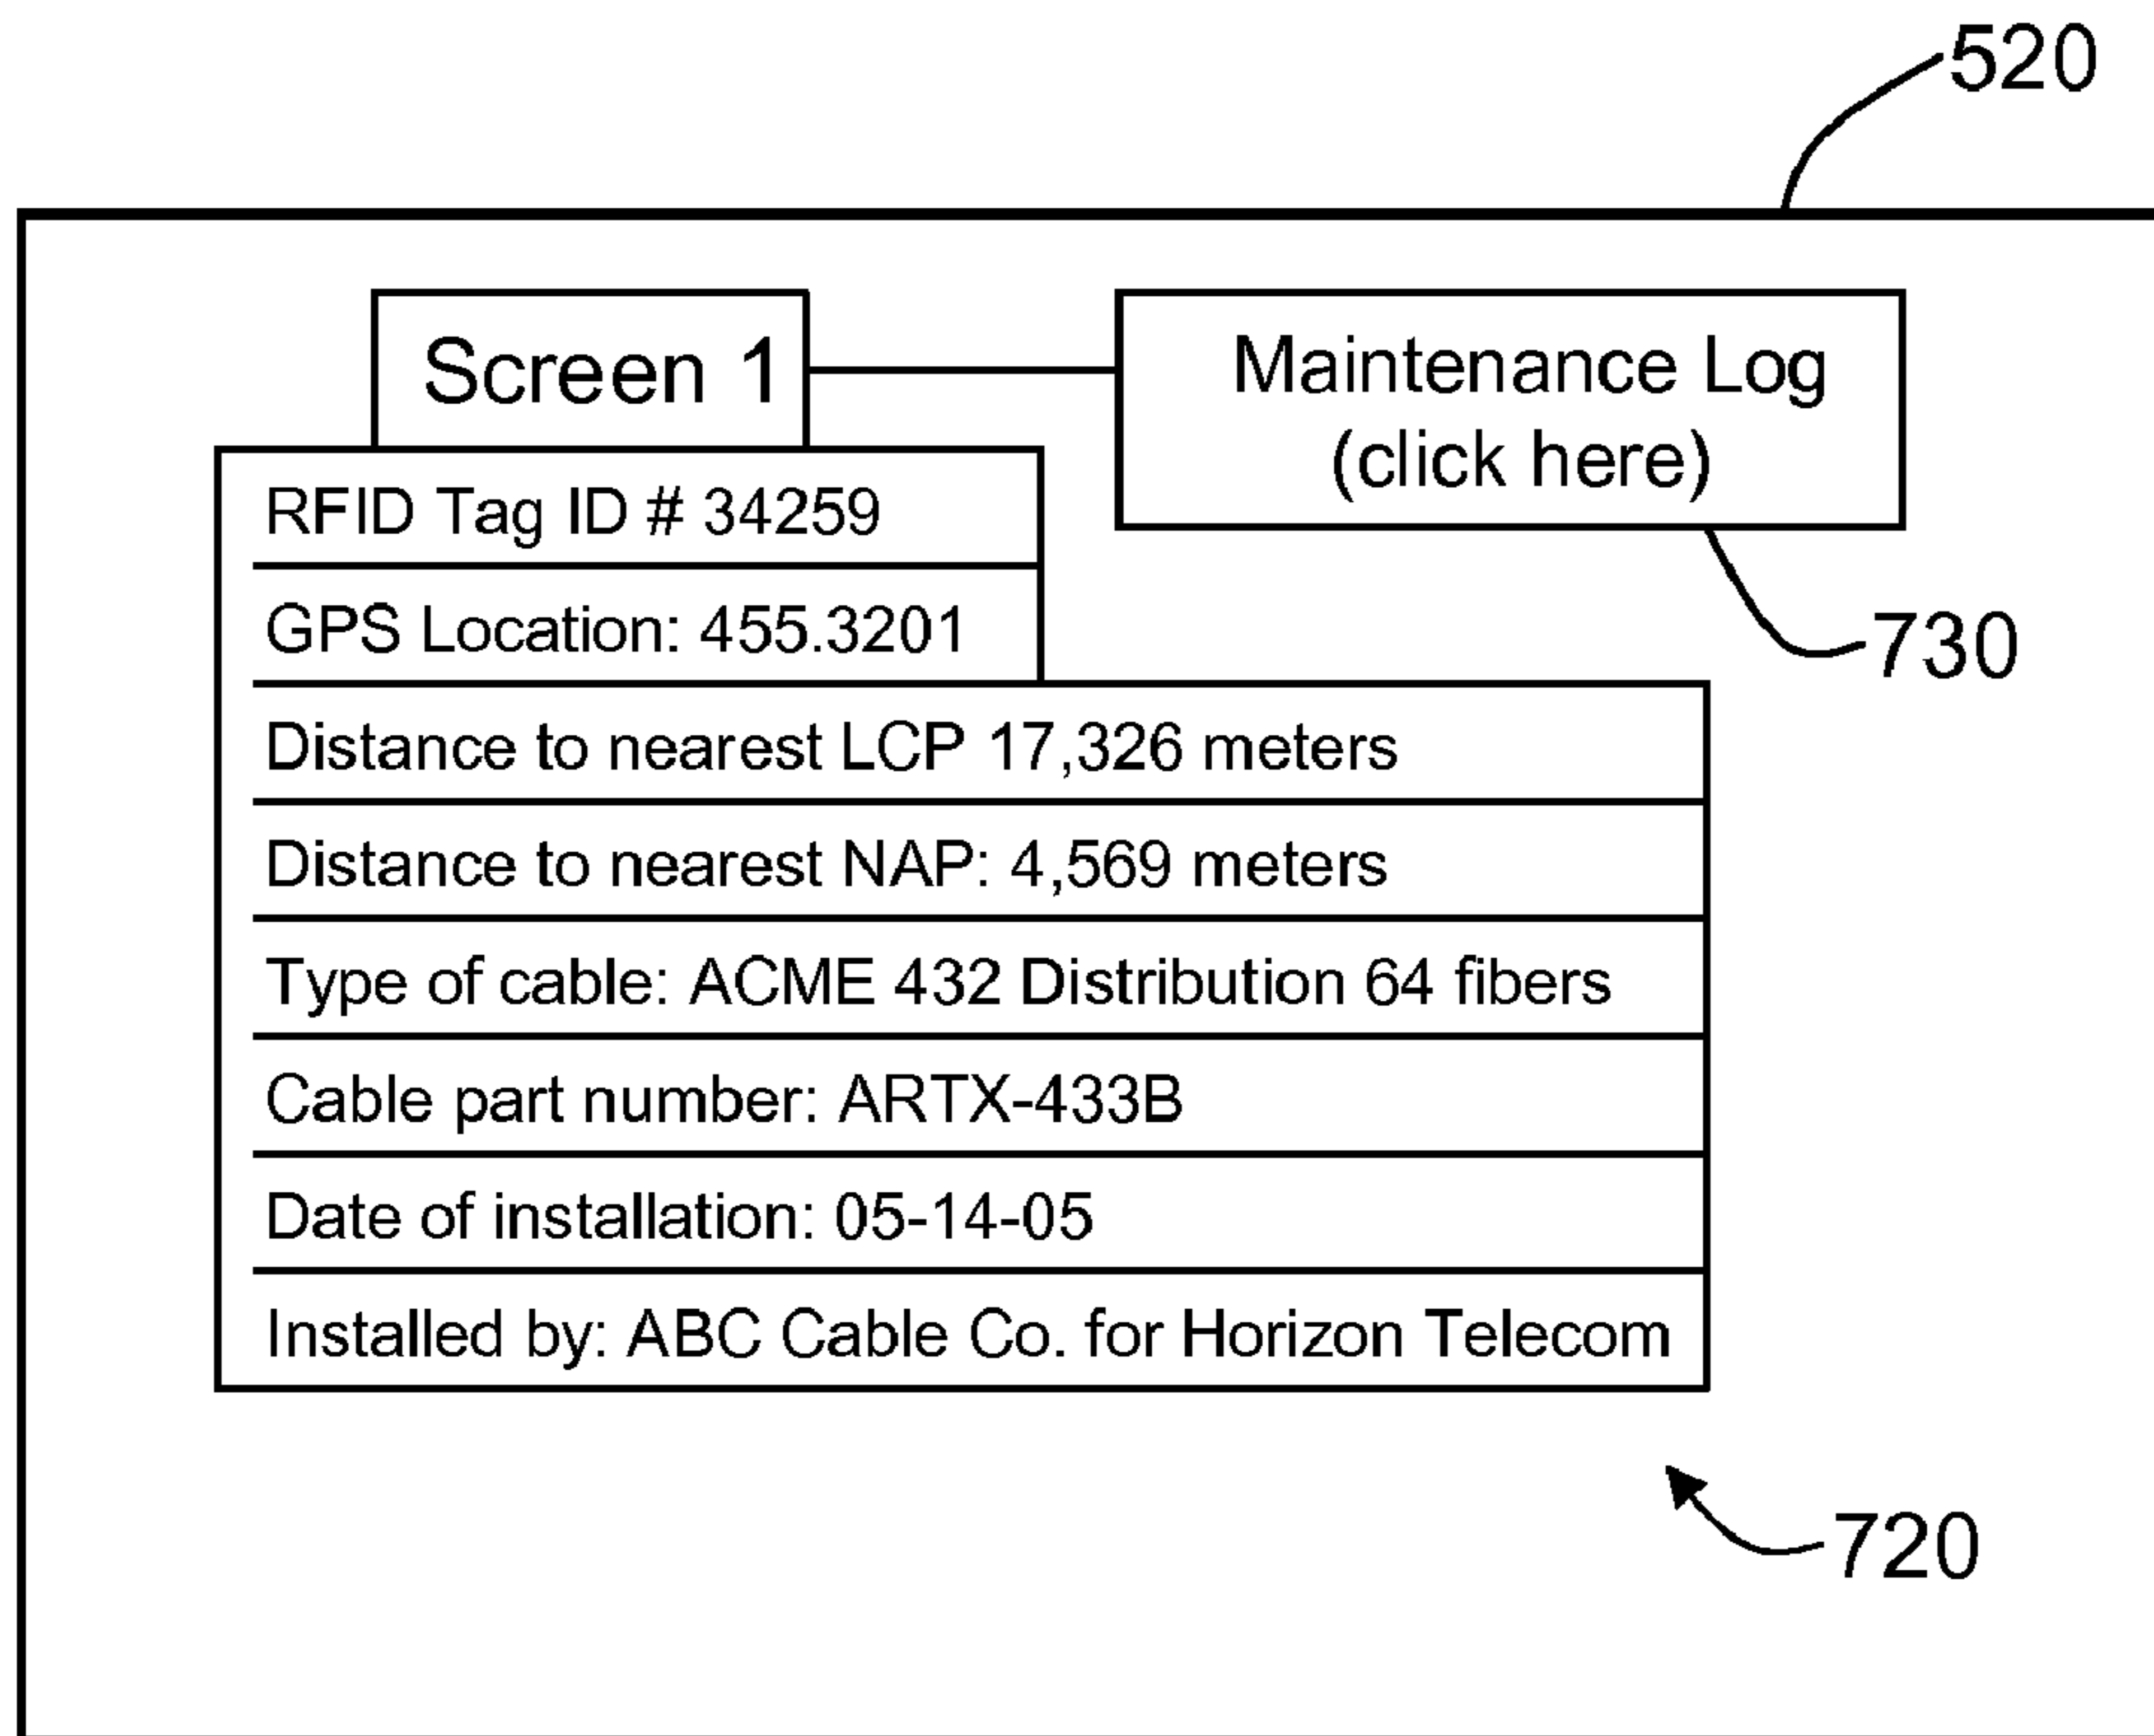 520
Screen 1
Maintenance Log
(click here)
730
RFID Tag ID # 34259
GPS Location: 455.3201
Distance to nearest LCP 17,326 meters
Distance to nearest NAP: 4,569 meters
Type of cable: ACME 432 Distribution 64 fibers
Cable part number: ARTX-433B
Date of installation: 05-14-05
Installed by: ABC Cable Co. for Horizon Telecom
720